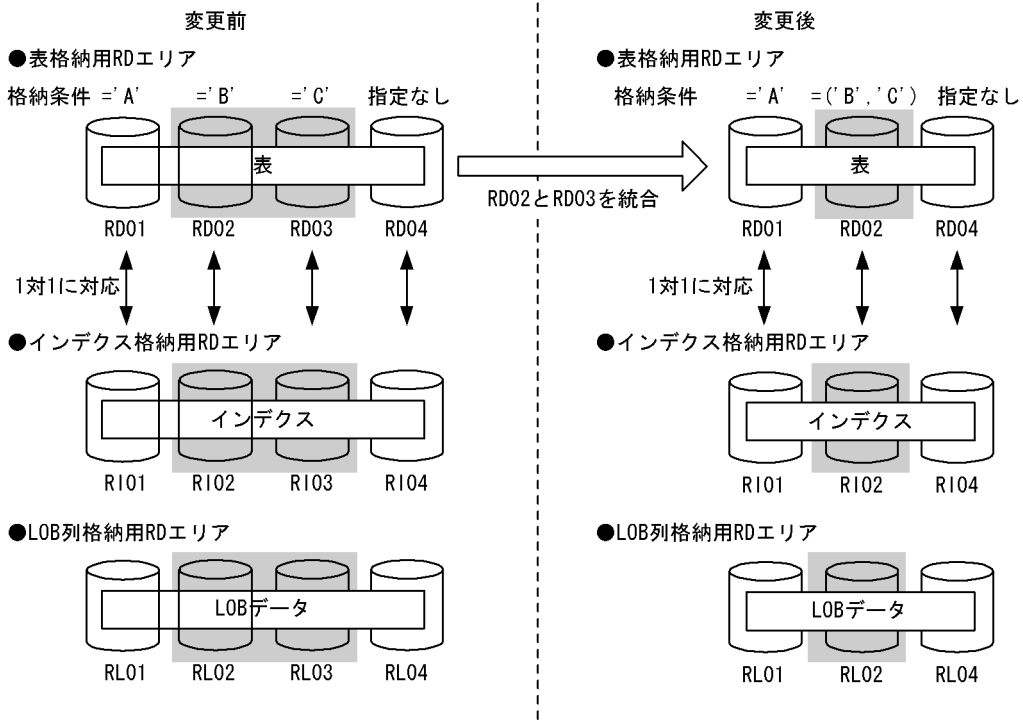 変更前
●表格納用RDエリア
格納条件 ='A' ='B' ='C' 指定なし
表
RD01 RD02 RD03 RD04
1対1に対応
●インデクス格納用RDエリア
インデクス
RI01 RI02 RI03 RI04
●LOB列格納用RDエリア
LOBデータ
RL01 RL02 RL03 RL04
RD02とRD03を統合
変更後
●表格納用RDエリア
格納条件 ='A' =('B','C') 指定なし
表
RD01 RD02 RD04
1対1に対応
●インデクス格納用RDエリア
インデクス
RI01 RI02 RI04
●LOB列格納用RDエリア
LOBデータ
RL01 RL02 RL04